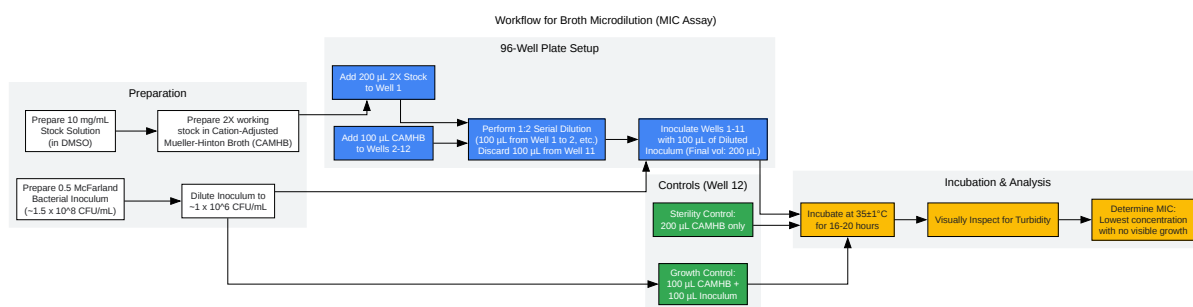 Workflow for Broth Microdilution (MIC Assay)
Preparation
Prepare 10 mg/mL
Stock Solution
(in DMSO)
Prepare 2X working
stock in Cation-Adjusted
Mueller-Hinton Broth (CAMHB)
Prepare 0.5 McFarland
Bacterial Inoculum
(~1.5 x 10^8 CFU/mL)
Dilute Inoculum to
~1 x 10^6 CFU/mL
96-Well Plate Setup
Add 200 µL 2X Stock
to Well 1
Add 100 µL CAMHB
to Wells 2-12
Perform 1:2 Serial Dilution
(100 µL from Well 1 to 2, etc.)
Discard 100 µL from Well 11
Inoculate Wells 1-11
with 100 µL of Diluted
Inoculum (Final vol: 200 µL)
Controls (Well 12)
Sterility Control:
200 µL CAMHB only
Growth Control:
100 µL CAMHB +
100 µL Inoculum
Incubation & Analysis
Incubate at 35±1°C
for 16-20 hours
Visually Inspect for Turbidity
Determine MIC:
Lowest concentration
with no visible growth